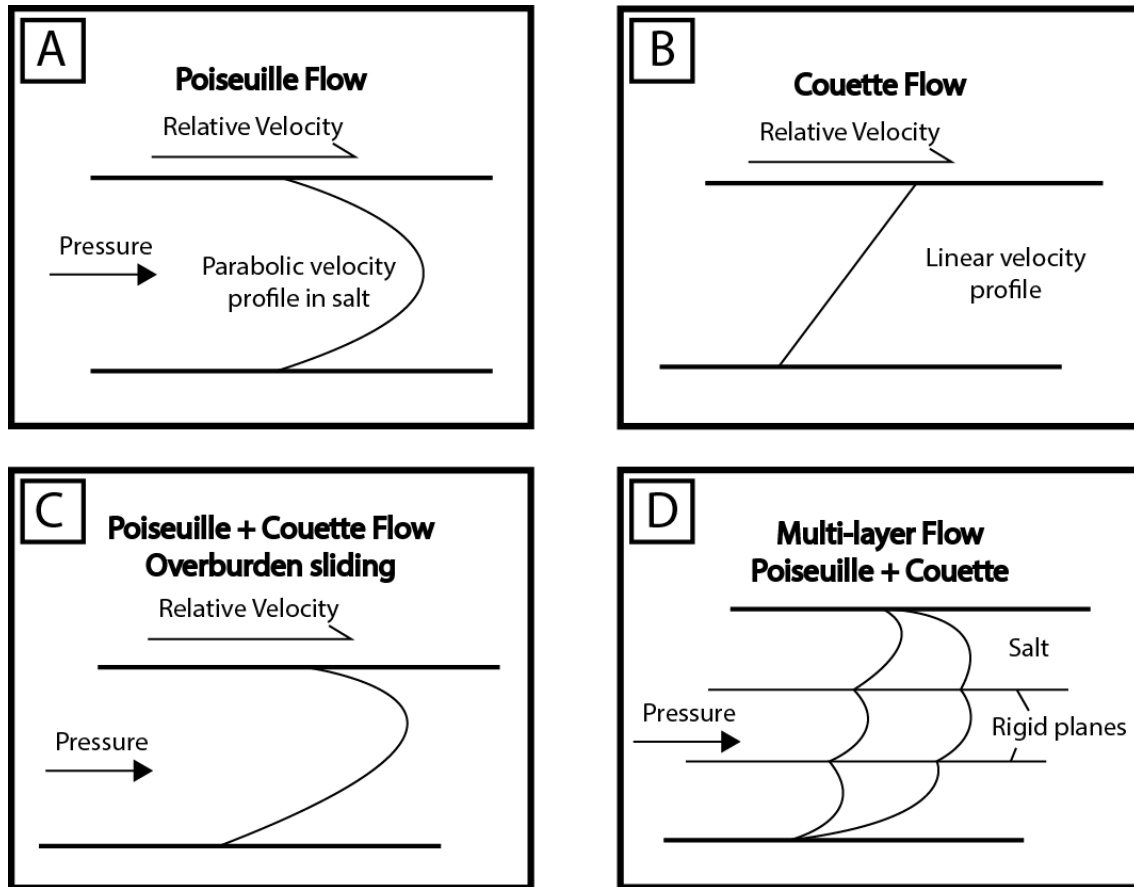 A
Poiseuille Flow
Relative Velocity
Pressure
Parabolic velocity
profile in salt
B
Couette Flow
Relative Velocity
Linear velocity
profile
C
Poiseuille + Couette Flow
Overburden sliding
Relative Velocity
Pressure
D
Multi-layer Flow
Poiseuille + Couette
Salt
Pressure
Rigid planes